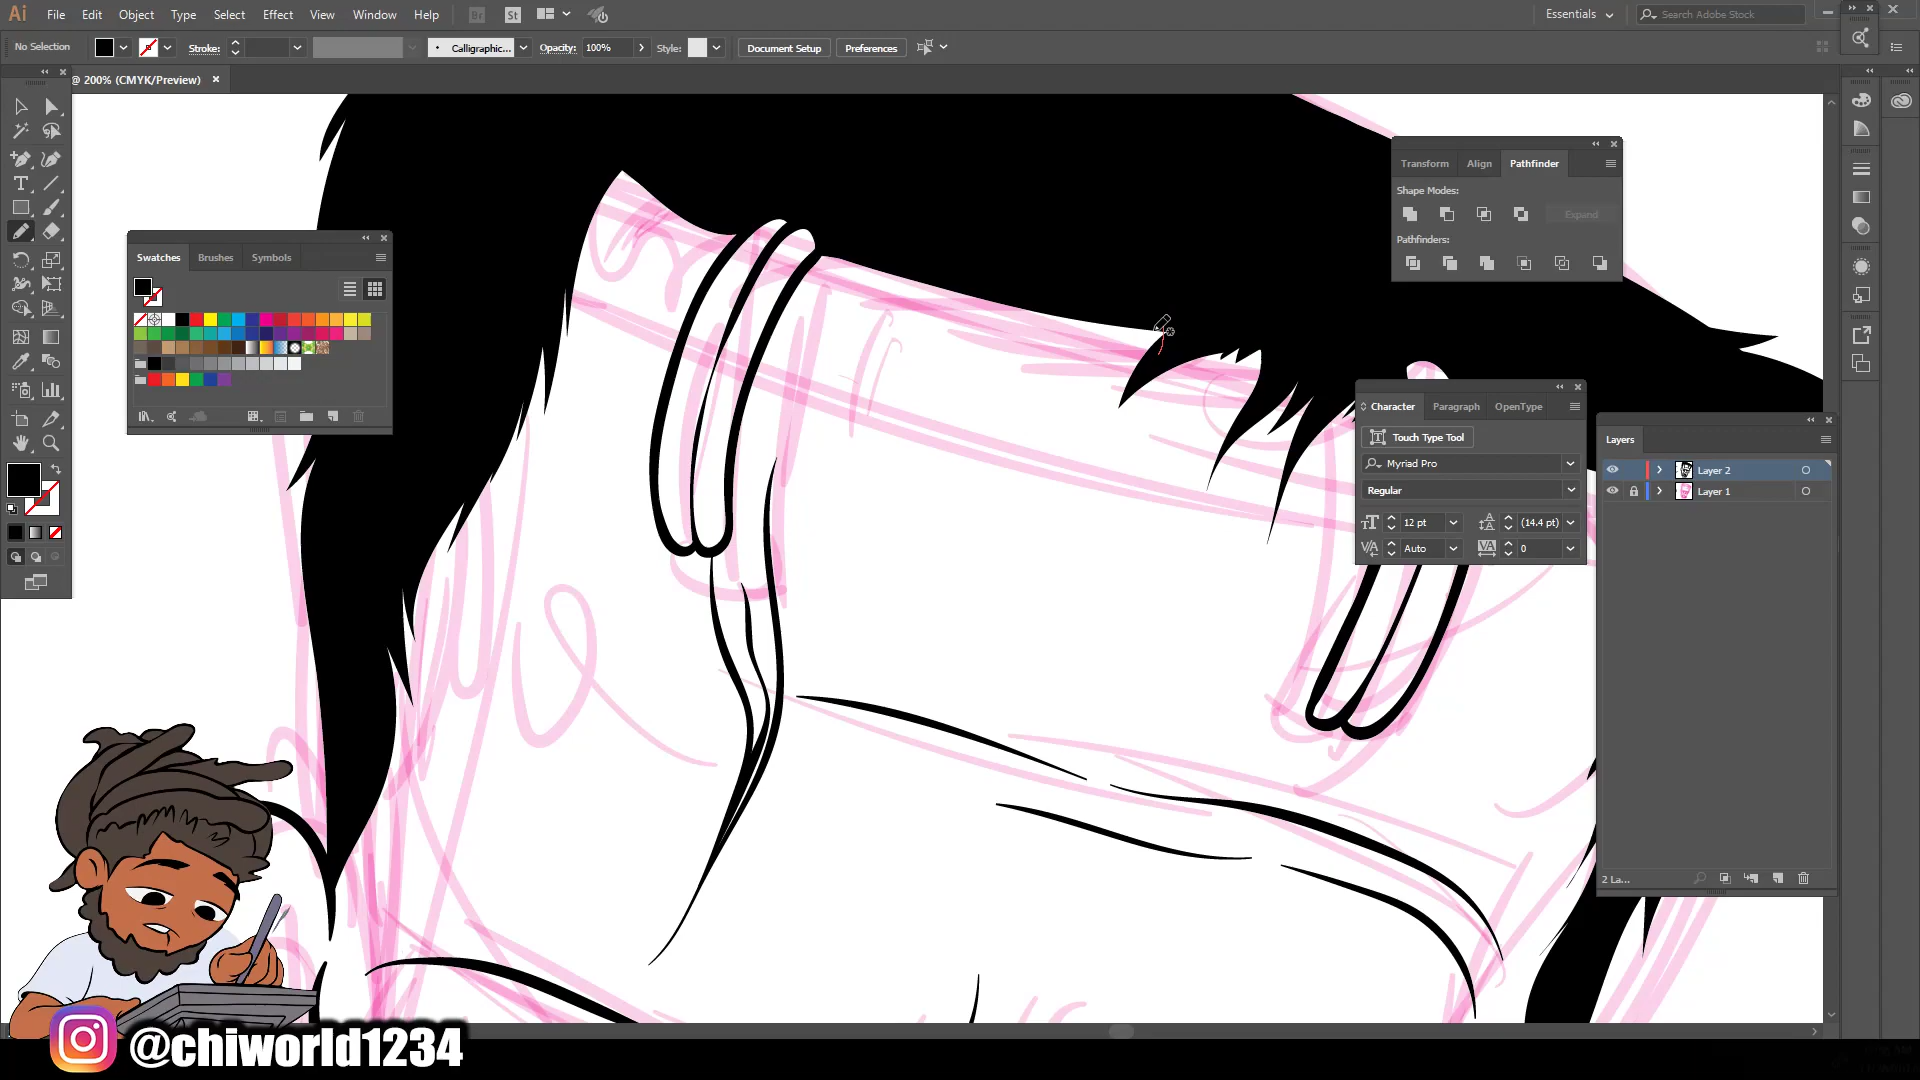 Ai File Edit Object Type Select Effect View Window Help Br St Essentials Search Adobe Stock
No Selection Stroke: Calligraphic... Opacity: 100% Style: Document Setup Preferences
@ 200% (CMYK/Preview)
Transform Align Pathfinder
Shape Modes:
Expand
Pathfinders:
Swatches Brushes Symbols
Character Paragraph OpenType
Touch Type Tool
Myriad Pro
Regular
12 pt (14.4 pt)
Auto 0
Layers
Layer 2
Layer 1
2 La...
@chiworld1234